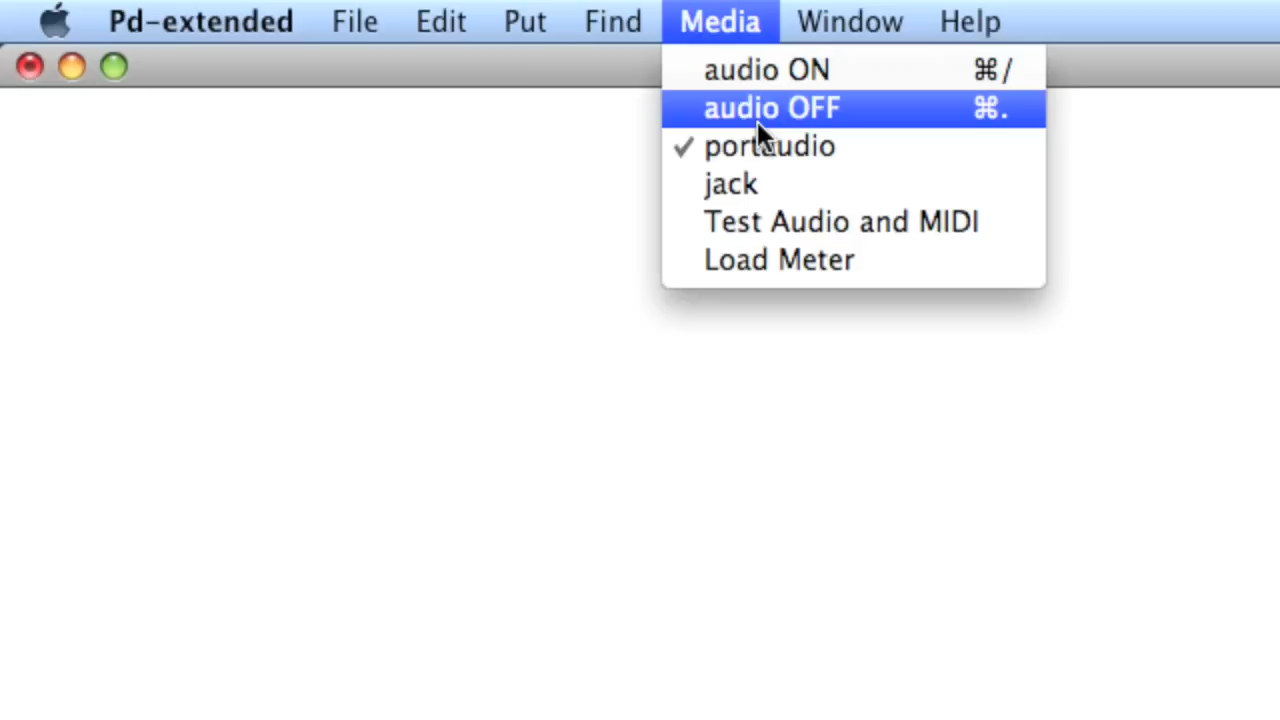 Pd-extended File Edit Put Find Media Window Help
audio ON ⌘/
audio OFF ⌘.
✓ portaudio
jack
Test Audio and MIDI
Load Meter